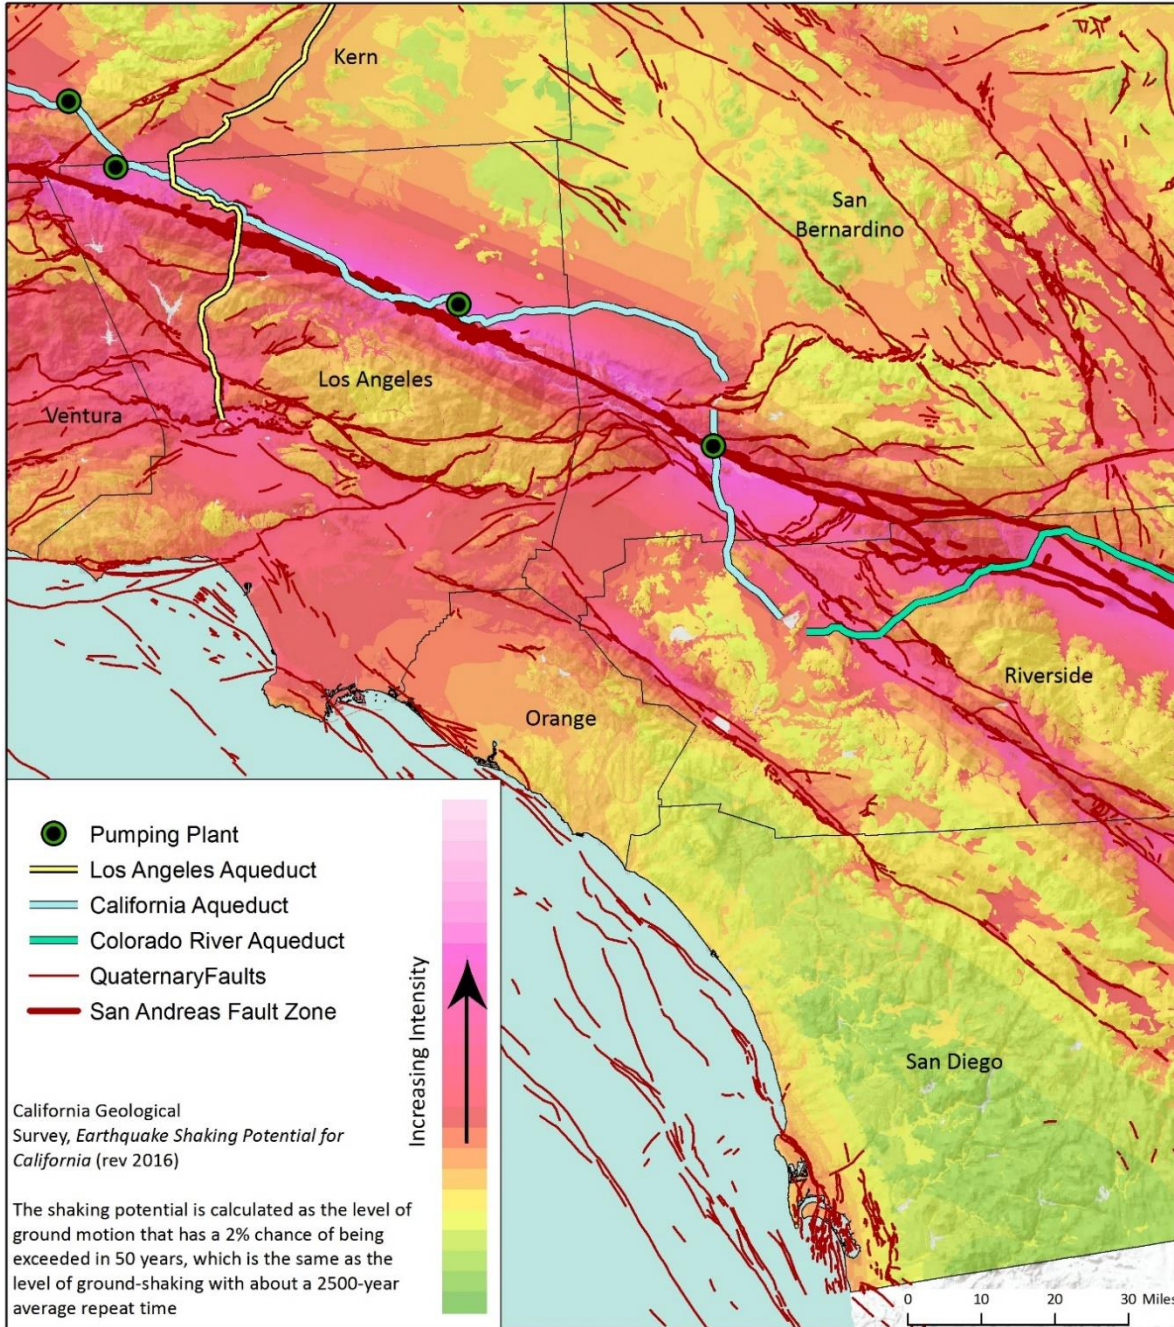 Kern
San
Bernardino
Los Angeles
Ventura
Riverside
Orange
San Diego
Pumping Plant
Los Angeles Aqueduct
California Aqueduct
Colorado River Aqueduct
QuaternaryFaults
San Andreas Fault Zone
Increasing Intensity
California Geological
Survey, Earthquake Shaking Potential for
California (rev 2016)
The shaking potential is calculated as the level of
ground motion that has a 2% chance of being
exceeded in 50 years, which is the same as the
level of ground-shaking with about a 2500-year
average repeat time
0 10 20 30 Miles